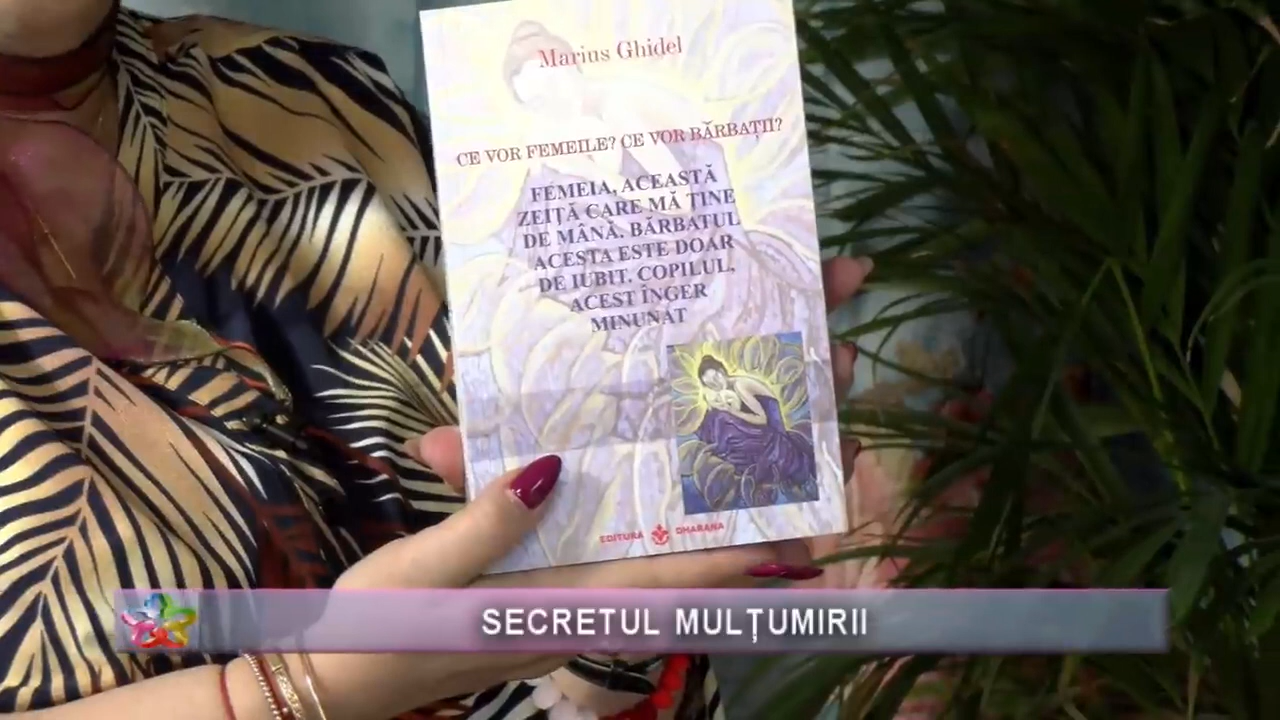 Marius Ghidel
CE VOR FEMEILE? CE VOR BĂRBAȚII?
FEMEIA, ACEASTĂ
ZEIȚĂ CARE MĂ ȚINE
DE MÂNĂ. BĂRBATUL
ACESTA ESTE DOAR
DE IUBIT. COPILUL,
ACEST ÎNGER
MINUNAT
EDITURA DHARANA
SECRETUL MULȚUMIRII